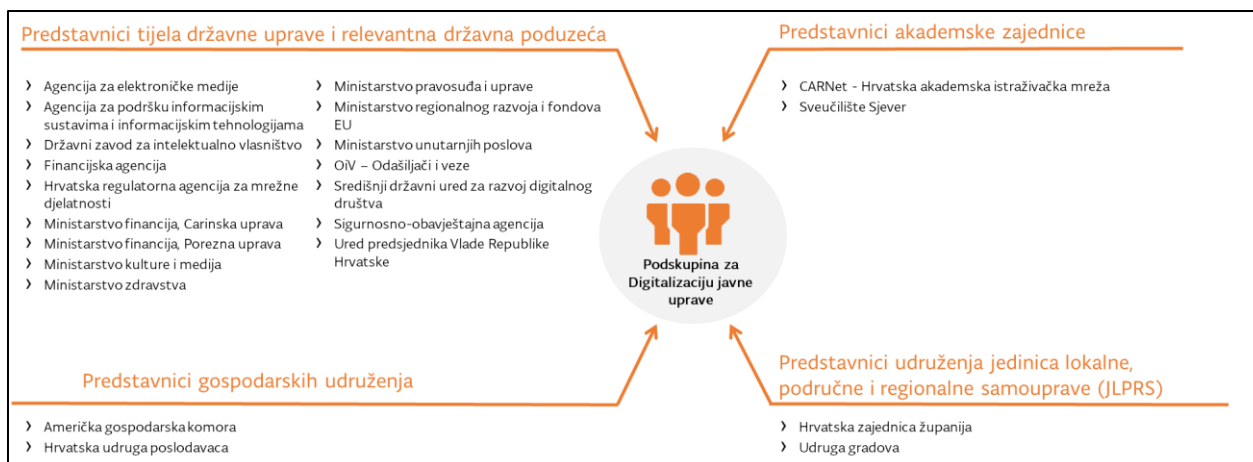 Predstavnici tijela državne uprave i relevantna državna poduzeća
› Agencija za elektroničke medije
› Agencija za podršku informacijskim
sustavima i informacijskim tehnologijama
› Državni zavod za intelektualno vlasništvo
› Financijska agencija
› Hrvatska regulatorna agencija za mrežne
djelatnosti
› Ministarstvo financija, Carinska uprava
› Ministarstvo financija, Porezna uprava
› Ministarstvo kulture i medija
› Ministarstvo zdravstva
› Ministarstvo pravosuđa i uprave
› Ministarstvo regionalnog razvoja i fondova
EU
› Ministarstvo unutarnjih poslova
› OiV – Odašiljači i veze
› Središnji državni ured za razvoj digitalnog
društva
› Sigurnosno-obavještajna agencija
› Ured predsjednika Vlade Republike
Hrvatske
Predstavnici akademske zajednice
› CARNet - Hrvatska akademska istraživačka mreža
› Sveučilište Sjever
Podskupina za
Digitalizaciju javne
uprave
Predstavnici gospodarskih udruženja
› Američka gospodarska komora
› Hrvatska udruga poslodavaca
Predstavnici udruženja jedinica lokalne,
područne i regionalne samouprave (JLPRS)
› Hrvatska zajednica županija
› Udruga gradova